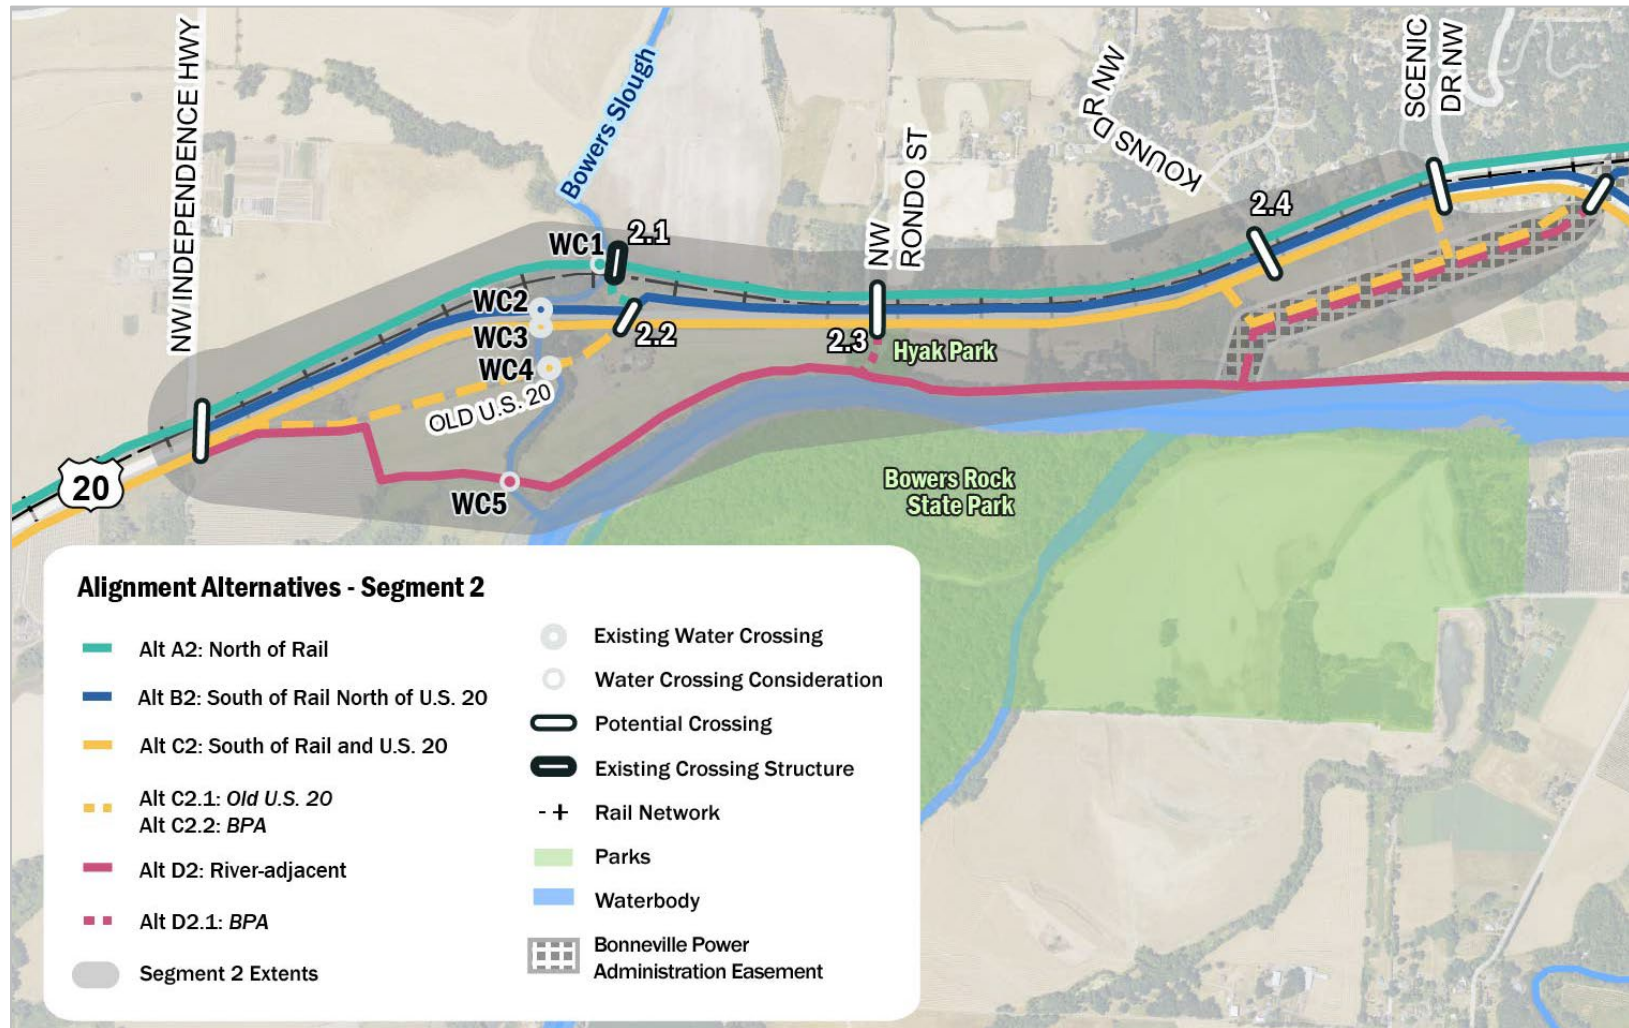 NW INDEPENDENCE HWY
Bowers Slough
NW
RONDO ST
KOUNS DR NW
SCENIC
DR NW
WC1
2.1
2.4
WC2
WC3
2.2
2.3
Hyak Park
WC4
OLD U.S. 20
20
WC5
Bowers Rock
State Park
Alignment Alternatives - Segment 2
Alt A2: North of Rail
Alt B2: South of Rail North of U.S. 20
Alt C2: South of Rail and U.S. 20
Alt C2.1: Old U.S. 20
Alt C2.2: BPA
Alt D2: River-adjacent
Alt D2.1: BPA
Segment 2 Extents
Existing Water Crossing
Water Crossing Consideration
Potential Crossing
Existing Crossing Structure
Rail Network
Parks
Waterbody
Bonneville Power
Administration Easement